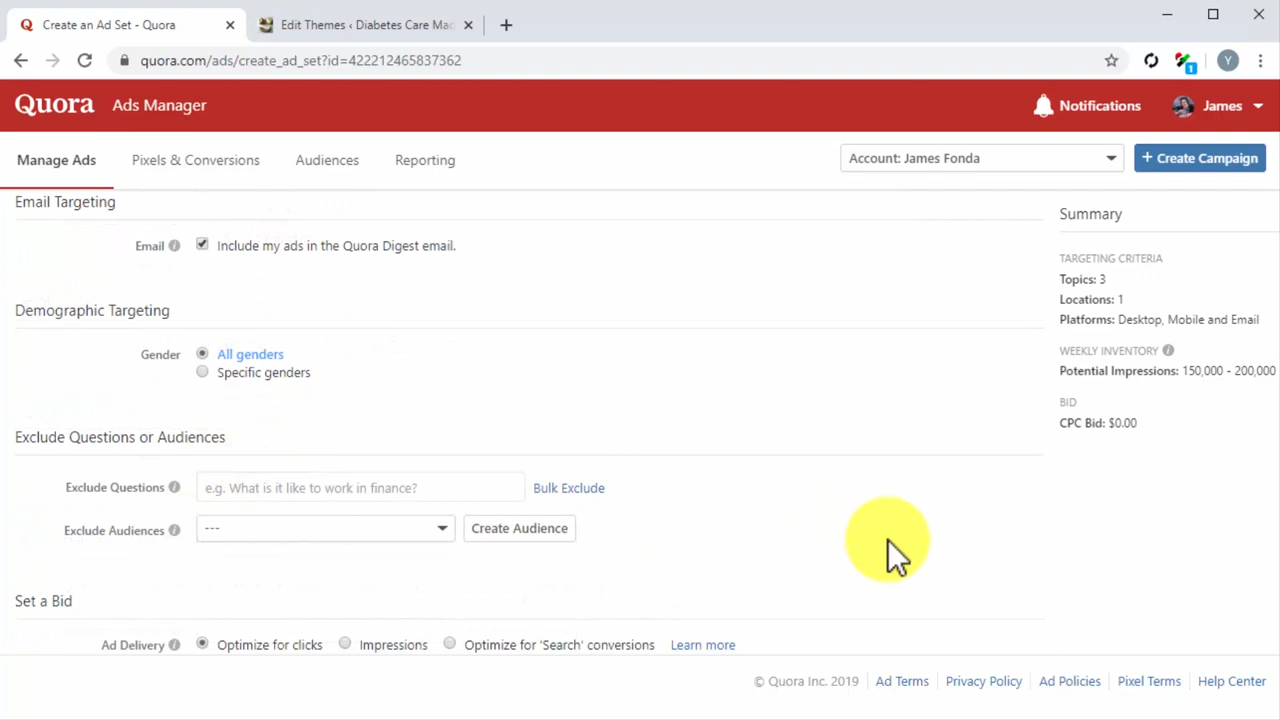 Create an Ad Set - Quora
Edit Themes ‹ Diabetes Care Mac
quora.com/ads/create_ad_set?id=422212465837362
1
Y
Quora Ads Manager
Notifications
James
Manage Ads
Pixels & Conversions
Audiences
Reporting
Account: James Fonda
+ Create Campaign
Email Targeting
Email
Include my ads in the Quora Digest email.
Demographic Targeting
Gender
All genders
Specific genders
Exclude Questions or Audiences
Exclude Questions
e.g. What is it like to work in finance?
Bulk Exclude
Exclude Audiences
---
Create Audience
Set a Bid
Ad Delivery
Optimize for clicks
Impressions
Optimize for 'Search' conversions
Learn more
Summary
TARGETING CRITERIA
Topics: 3
Locations: 1
Platforms: Desktop, Mobile and Email
WEEKLY INVENTORY
Potential Impressions: 150,000 - 200,000
BID
CPC Bid: $0.00
© Quora Inc. 2019
Ad Terms
Privacy Policy
Ad Policies
Pixel Terms
Help Center